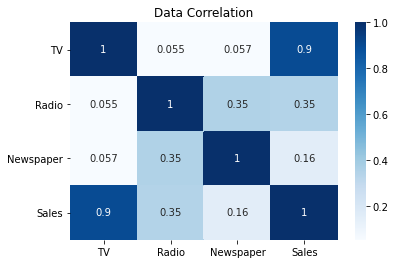 Data Correlation
TV 1 0.055 0.057 0.9
Radio 0.055 1 0.35 0.35
Newspaper 0.057 0.35 1 0.16
Sales 0.9 0.35 0.16 1
TV Radio Newspaper Sales
1.0
0.8
0.6
0.4
0.2